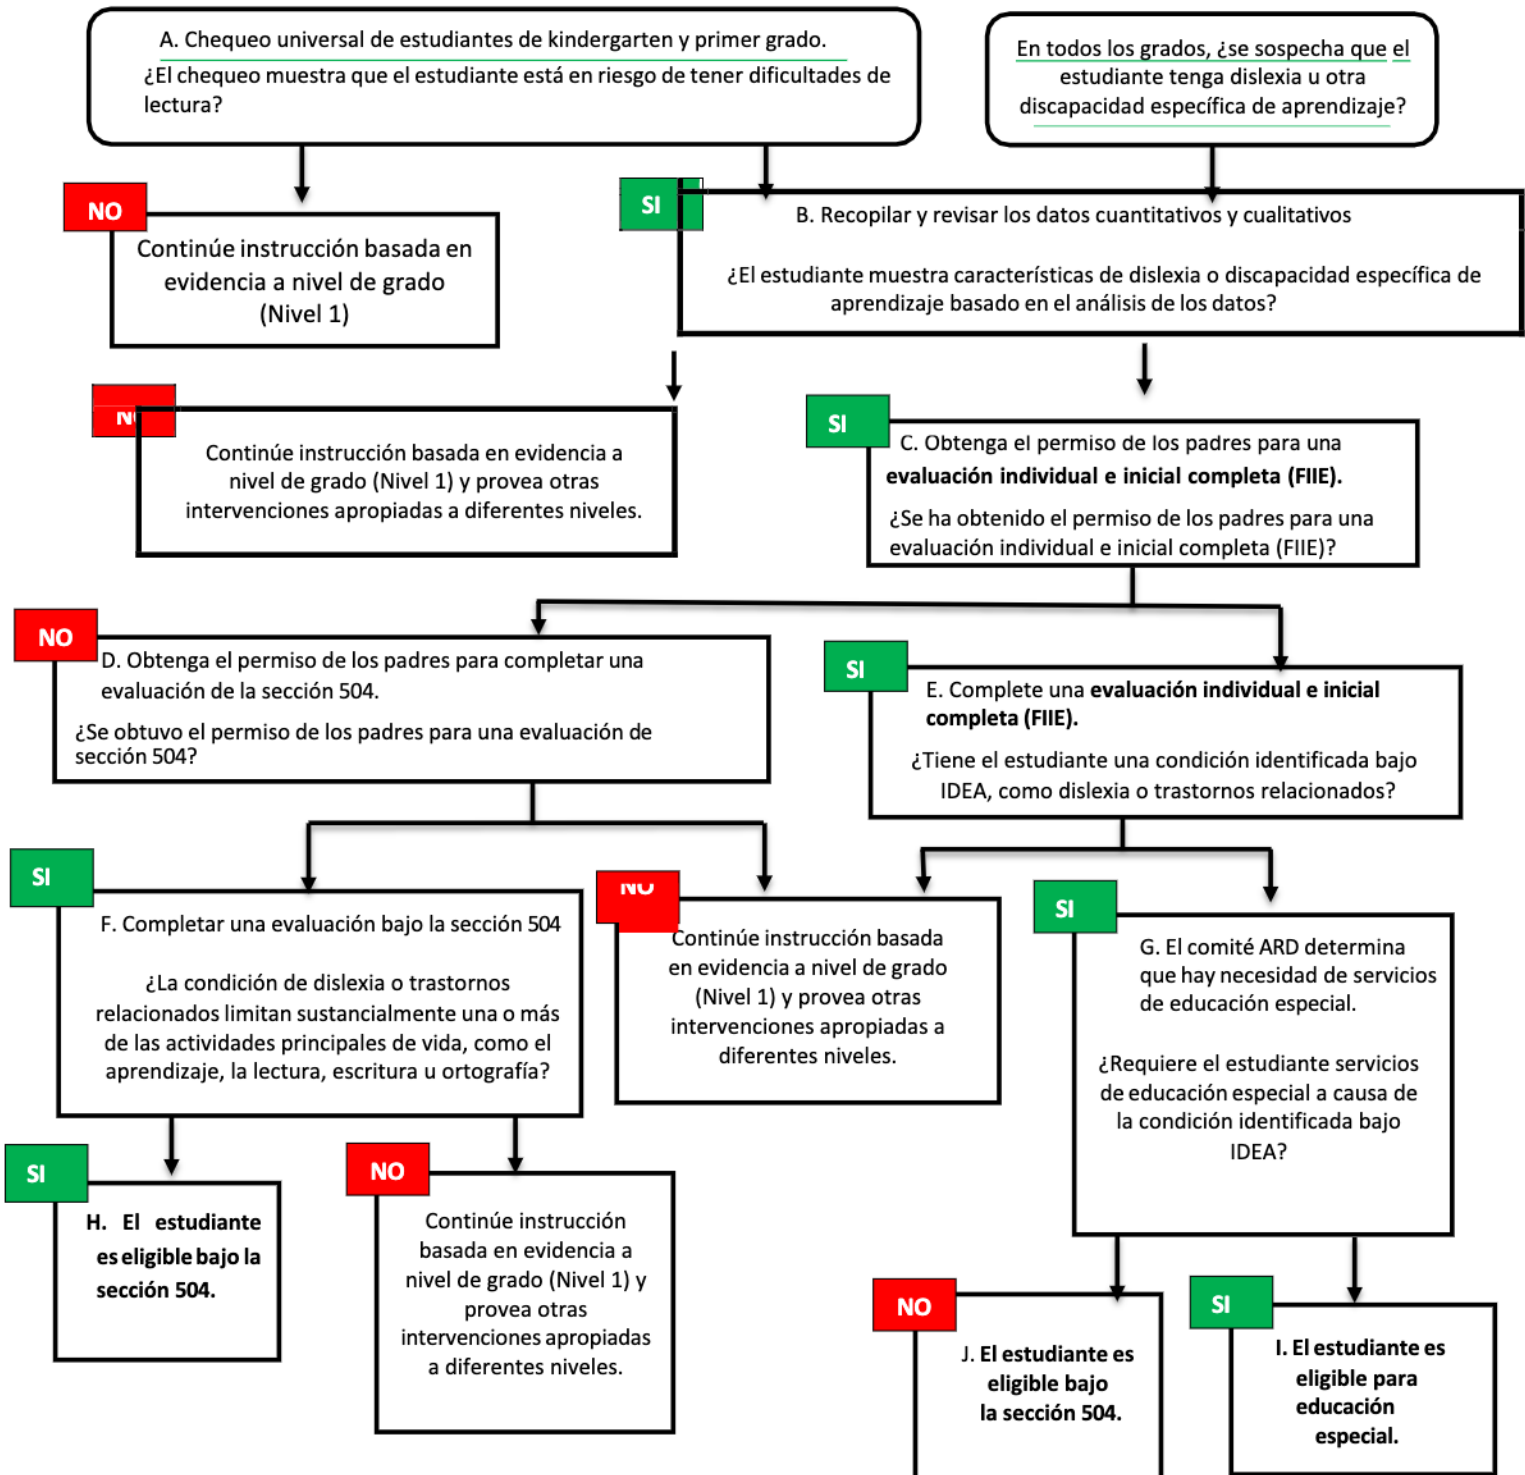 A. Chequeo universal de estudiantes de kindergarten y primer grado.
¿El chequeo muestra que el estudiante está en riesgo de tener dificultades de
lectura?
En todos los grados, ¿se sospecha que el
estudiante tenga dislexia u otra
discapacidad específica de aprendizaje?
NO
Continúe instrucción basada en
evidencia a nivel de grado
(Nivel 1)
SI
B. Recopilar y revisar los datos cuantitativos y cualitativos
¿El estudiante muestra características de dislexia o discapacidad específica de
aprendizaje basado en el análisis de los datos?
NO
Continúe instrucción basada en evidencia a
nivel de grado (Nivel 1) y provea otras
intervenciones apropiadas a diferentes niveles.
SI
C. Obtenga el permiso de los padres para una
evaluación individual e inicial completa (FIIE).
¿Se ha obtenido el permiso de los padres para una
evaluación individual e inicial completa (FIIE)?
NO
D. Obtenga el permiso de los padres para completar una
evaluación de la sección 504.
¿Se obtuvo el permiso de los padres para una evaluación de
sección 504?
SI
E. Complete una evaluación individual e inicial
completa (FIIE).
¿Tiene el estudiante una condición identificada bajo
IDEA, como dislexia o trastornos relacionados?
SI
F. Completar una evaluación bajo la sección 504
¿La condición de dislexia o trastornos
relacionados limitan sustancialmente una o más
de las actividades principales de vida, como el
aprendizaje, la lectura, escritura u ortografía?
NO
Continúe instrucción basada
en evidencia a nivel de grado
(Nivel 1) y provea otras
intervenciones apropiadas a
diferentes niveles.
SI
G. El comité ARD determina
que hay necesidad de servicios
de educación especial.
¿Requiere el estudiante servicios
de educación especial a causa de
la condición identificada bajo
IDEA?
SI
H. El estudiante
es eligible bajo la
sección 504.
NO
Continúe instrucción
basada en evidencia a
nivel de grado (Nivel 1) y
provea otras
intervenciones apropiadas
a diferentes niveles.
NO
J. El estudiante es
eligible bajo
la sección 504.
SI
I. El estudiante es
eligible para
educación
especial.